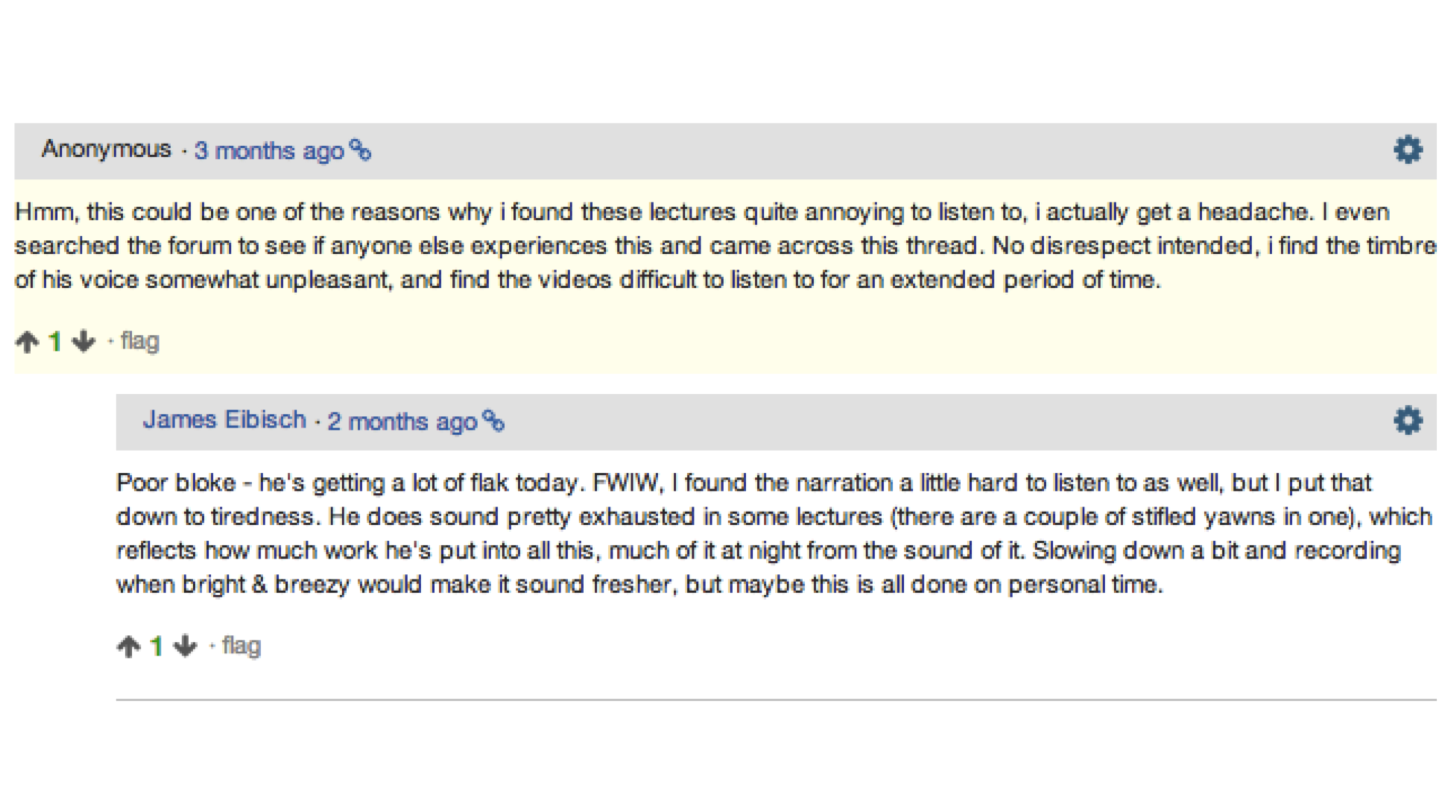 Anonymous · 3 months ago
Hmm, this could be one of the reasons why i found these lectures quite annoying to listen to, i actually get a headache. I even
searched the forum to see if anyone else experiences this and came across this thread. No disrespect intended, i find the timbre
of his voice somewhat unpleasant, and find the videos difficult to listen to for an extended period of time.
1 · flag
James Eibisch · 2 months ago
Poor bloke - he's getting a lot of flak today. FWIW, I found the narration a little hard to listen to as well, but I put that
down to tiredness. He does sound pretty exhausted in some lectures (there are a couple of stifled yawns in one), which
reflects how much work he's put into all this, much of it at night from the sound of it. Slowing down a bit and recording
when bright & breezy would make it sound fresher, but maybe this is all done on personal time.
1 · flag